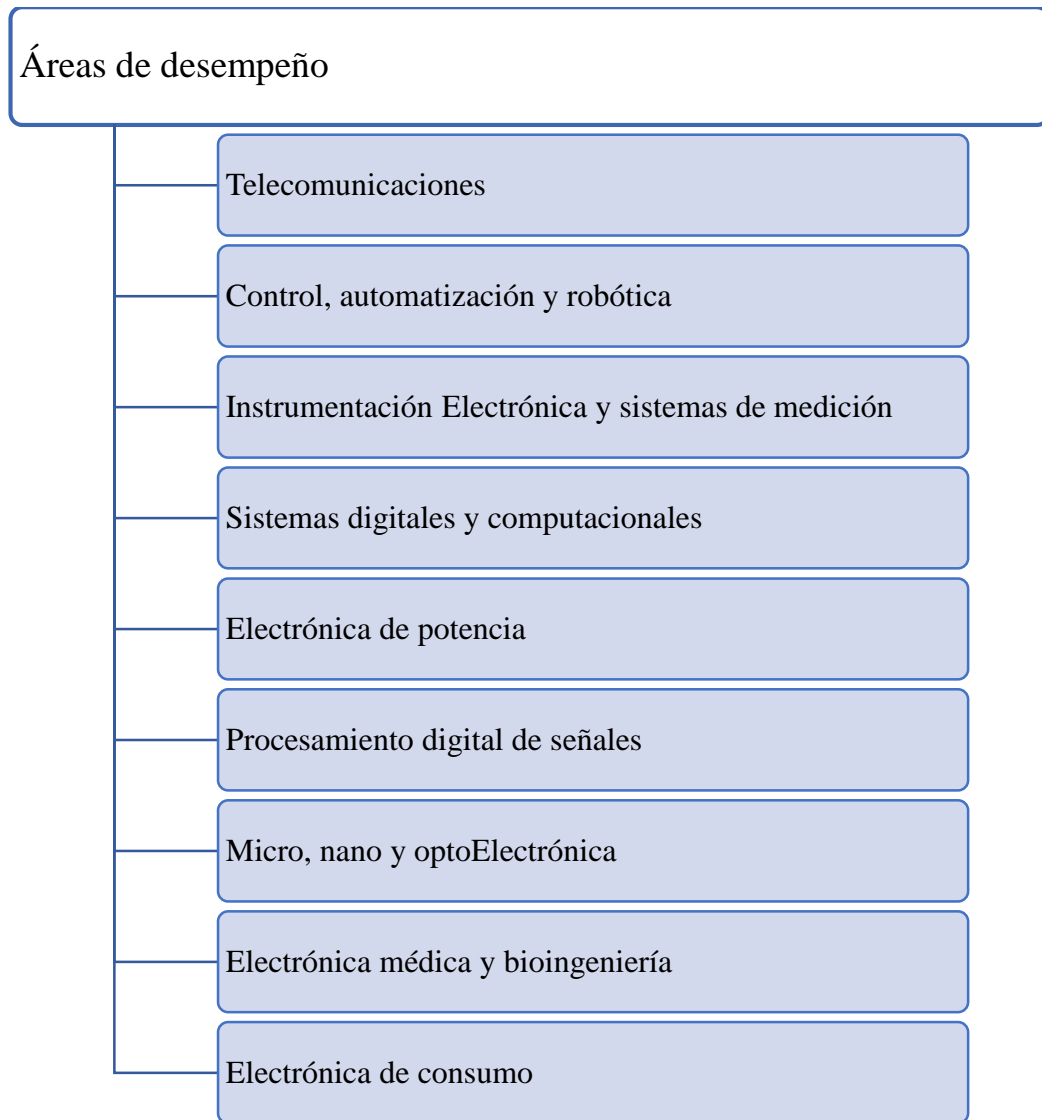 Áreas de desempeño
Telecomunicaciones
Control, automatización y robótica
Instrumentación Electrónica y sistemas de medición
Sistemas digitales y computacionales
Electrónica de potencia
Procesamiento digital de señales
Micro, nano y optoElectrónica
Electrónica médica y bioingeniería
Electrónica de consumo